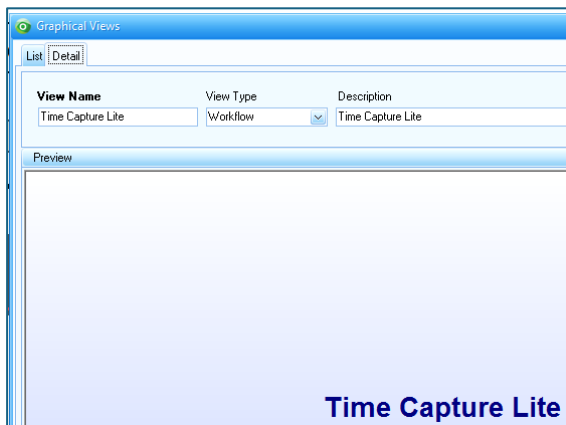 Graphical Views
List Detail
View Name View Type Description
Time Capture Lite Workflow Time Capture Lite
Preview
Time Capture Lite